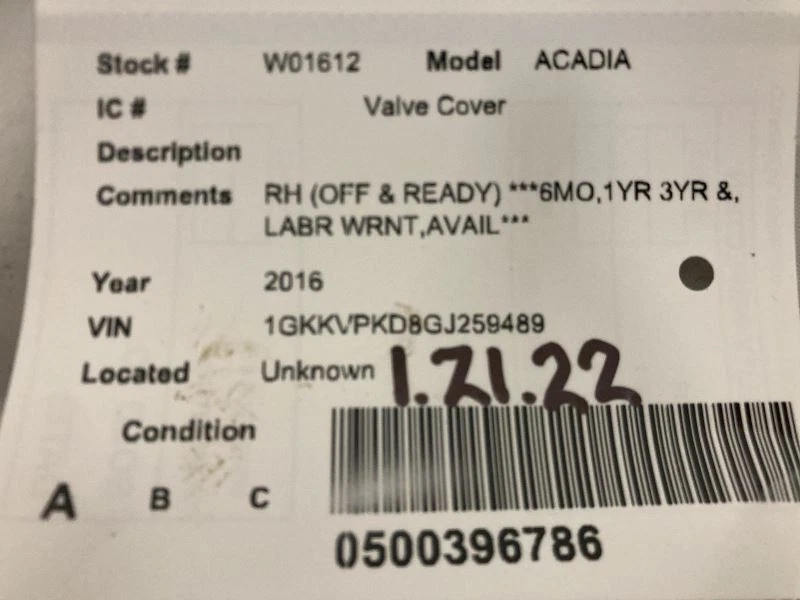 Stock # W01612 Model ACADIA
IC # Valve Cover
Description
Comments RH (OFF & READY) ***6MO,1YR 3YR &,
LABR WRNT,AVAIL***
Year 2016
VIN 1GKKVPKD8GJ259489
Located Unknown 1.21.22
Condition
A B C
0500396786